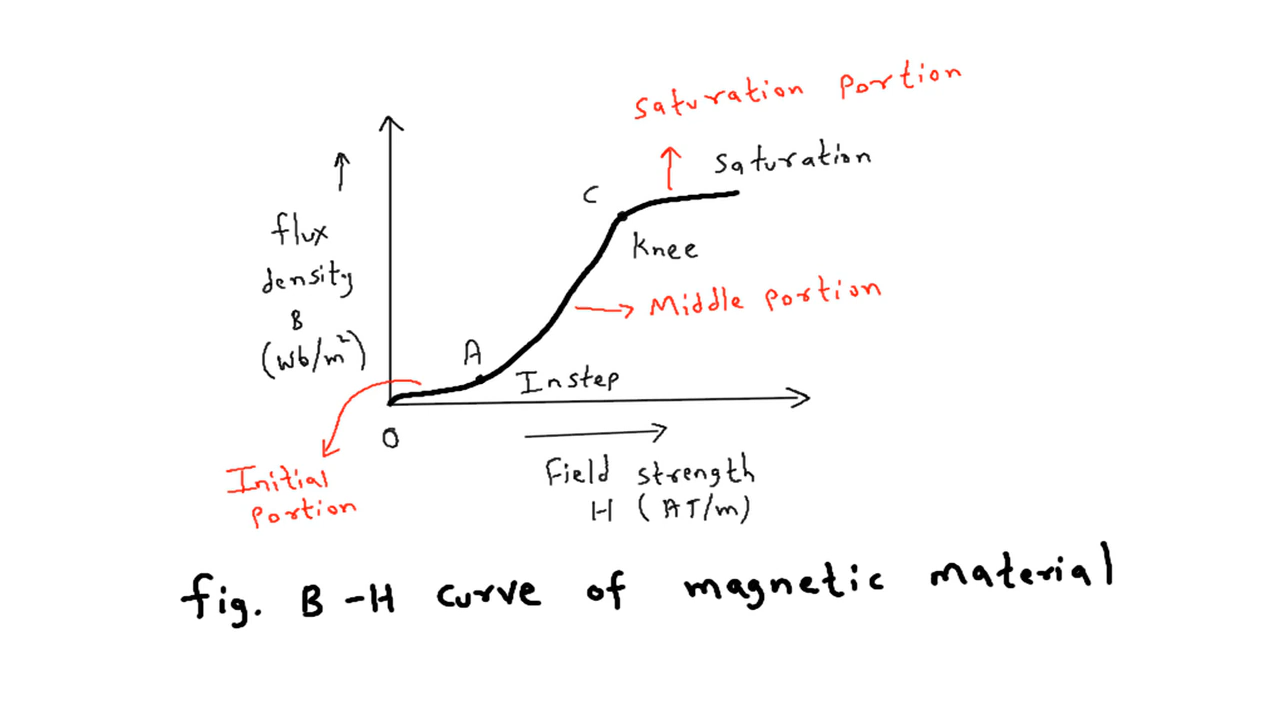 Saturation Portion
Saturation
C
flux
density
B
(Wb/m²)
Knee
Middle Portion
A
Instep
O
Initial
Portion
Field strength
H (AT/m)
fig. B-H curve of magnetic material